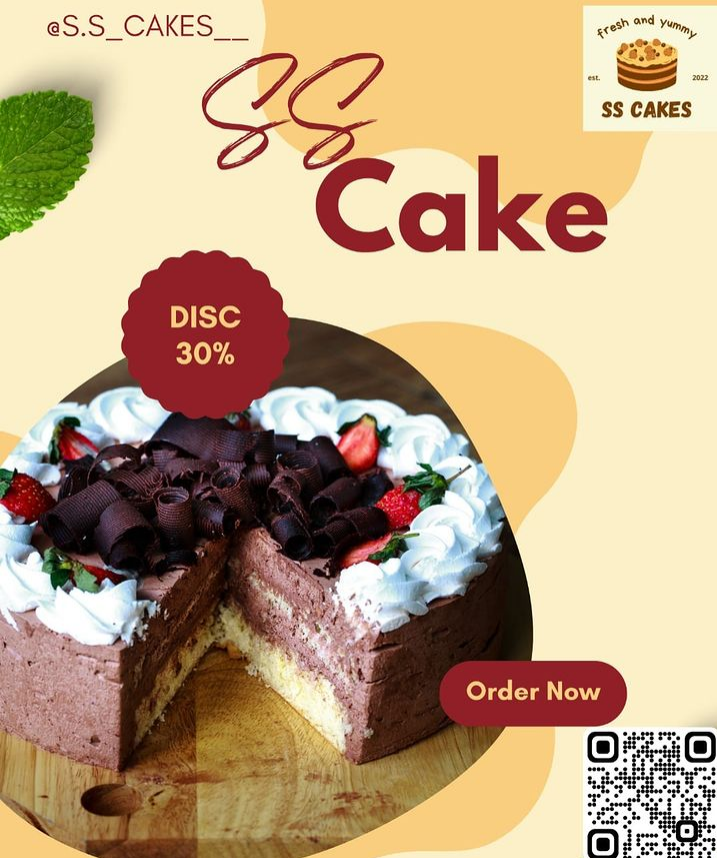 @S.S_CAKES__
fresh and yummy
est. 2022
SS CAKES
SS
Cake
DISC
30%
Order Now